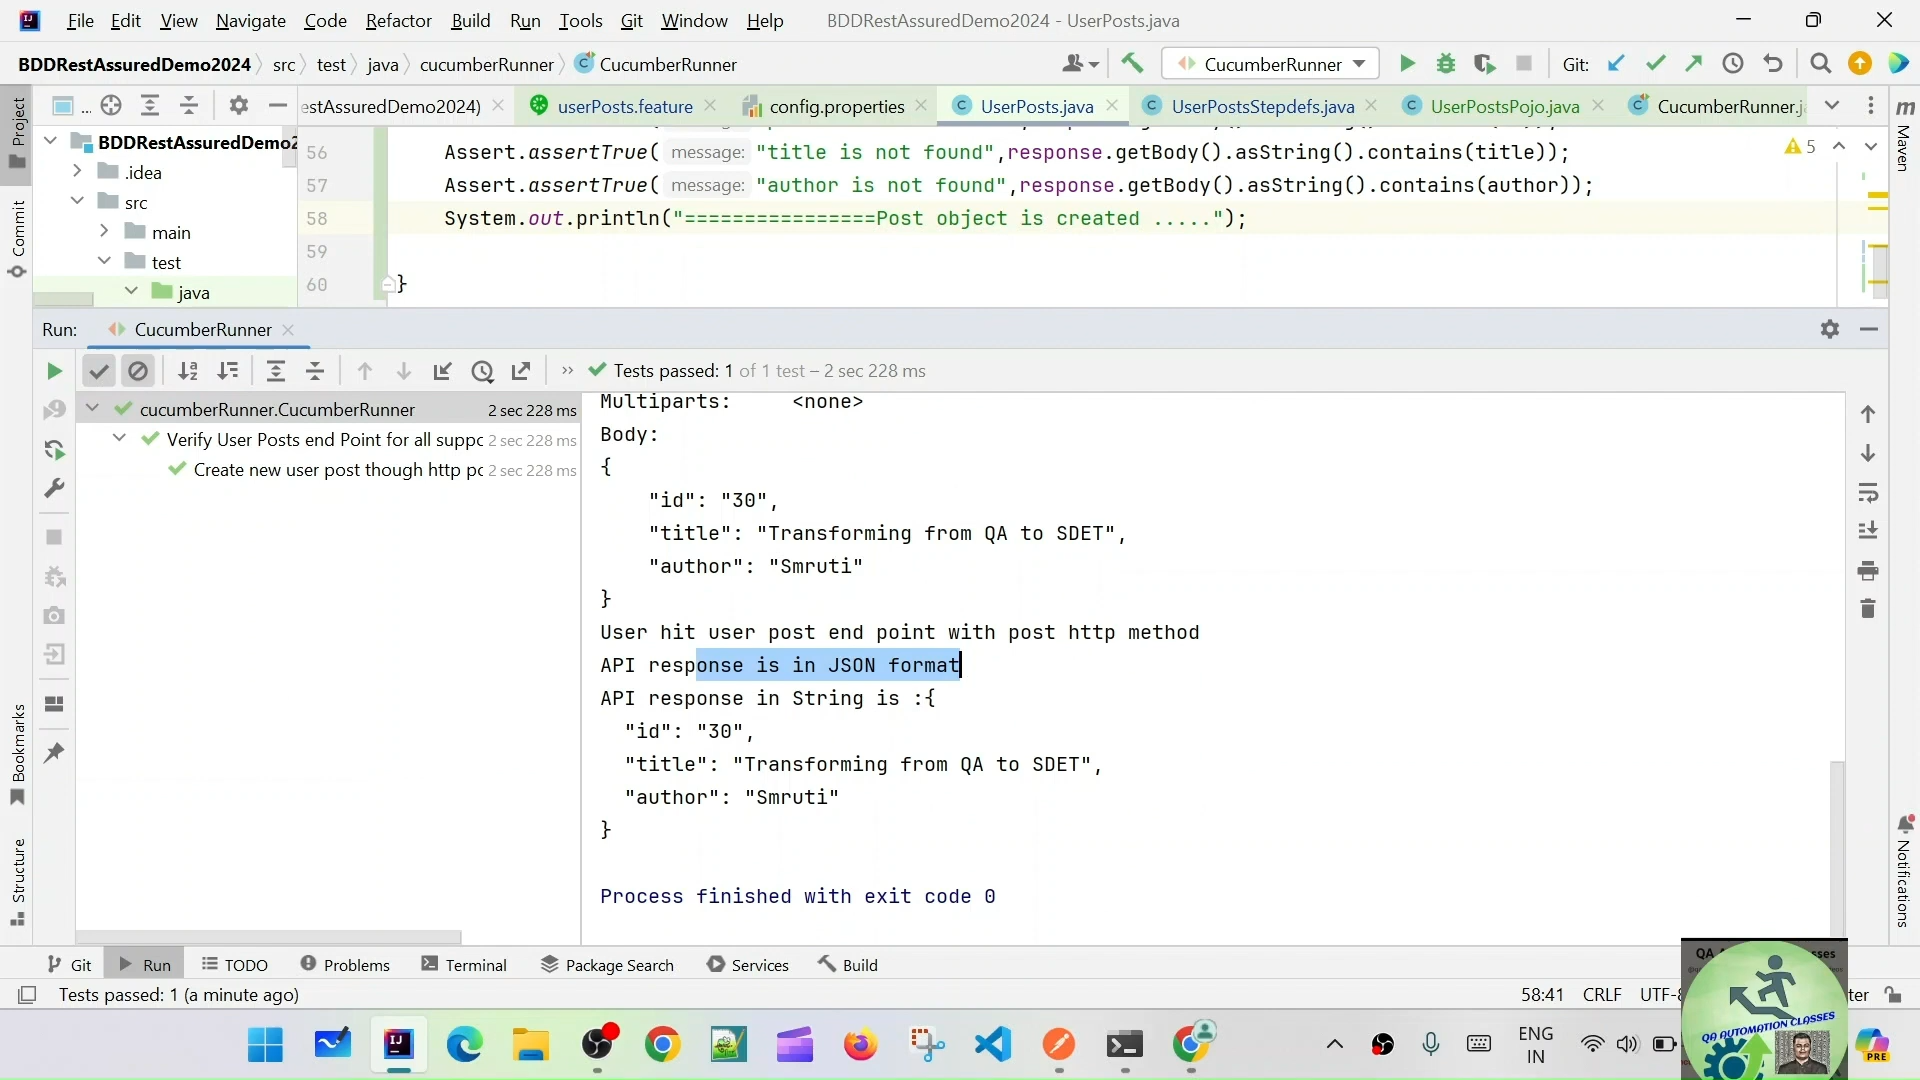 File Edit View Navigate Code Refactor Build Run Tools Git Window Help BDDRestAssuredDemo2024 - UserPosts.java
BDDRestAssuredDemo2024 src test java cucumberRunner CucumberRunner CucumberRunner Git:
... estAssuredDemo2024) userPosts.feature config.properties UserPosts.java UserPostsStepdefs.java UserPostsPojo.java CucumberRunner.j
Project
Commit
Bookmarks
Structure
BDDRestAssuredDemo2
.idea
src
main
test
java
56 Assert.assertTrue( message: "title is not found",response.getBody().asString().contains(title));
57 Assert.assertTrue( message: "author is not found",response.getBody().asString().contains(author));
58 System.out.println("================Post object is created .....");
59
60 }
5
m
Maven
Notifications
Run: CucumberRunner
Tests passed: 1 of 1 test – 2 sec 228 ms
cucumberRunner.CucumberRunner 2 sec 228 ms
Verify User Posts end Point for all suppo 2 sec 228 ms
Create new user post though http po 2 sec 228 ms
Multiparts: <none>
Body:
{
"id": "30",
"title": "Transforming from QA to SDET",
"author": "Smruti"
}
User hit user post end point with post http method
API response is in JSON format
API response in String is :{
"id": "30",
"title": "Transforming from QA to SDET",
"author": "Smruti"
}
Process finished with exit code 0
Git Run TODO Problems Terminal Package Search Services Build
Tests passed: 1 (a minute ago) 58:41 CRLF UTF-8 ter
QA AUTOMATION CLASSES
ENG
IN
PRE